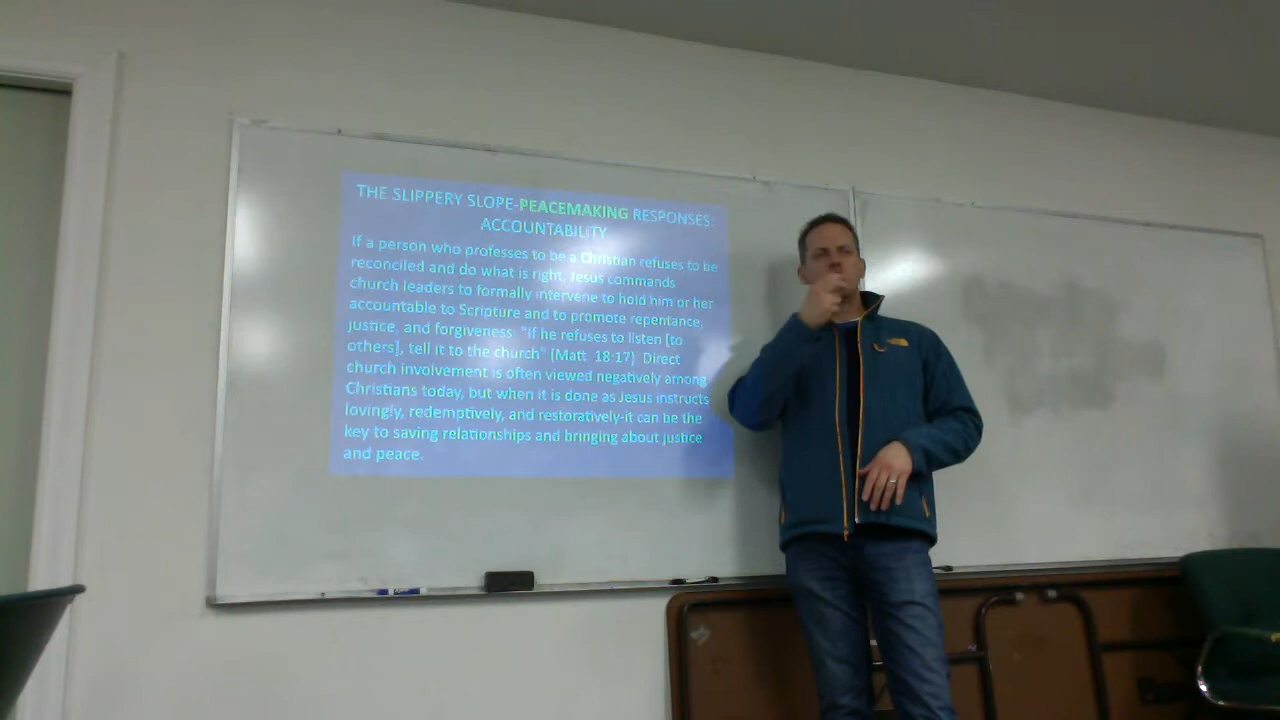 THE SLIPPERY SLOPE-PEACEMAKING RESPONSES:
ACCOUNTABILITY
If a person who professes to be a Christian refuses to be
reconciled and do what is right, Jesus commands
church leaders to formally intervene to hold him or her
accountable to Scripture and to promote repentance,
justice, and forgiveness "If he refuses to listen [to
others], tell it to the church" (Matt 18:17) Direct
church involvement is often viewed negatively among
Christians today, but when it is done as Jesus instructs
lovingly, redemptively, and restoratively-it can be the
key to saving relationships and bringing about justice
and peace.